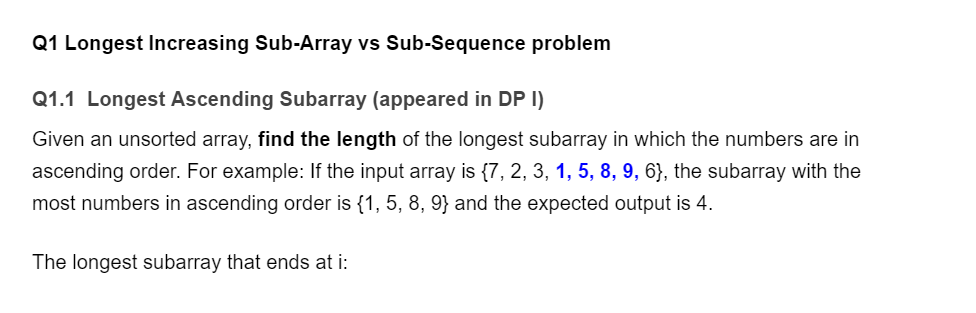 Q1 Longest Increasing Sub-Array vs Sub-Sequence problem
Q1.1  Longest Ascending Subarray (appeared in DP I)
Given an unsorted array, find the length of the longest subarray in which the numbers are in
ascending order. For example: If the input array is {7, 2, 3, 1, 5, 8, 9, 6}, the subarray with the
most numbers in ascending order is {1, 5, 8, 9} and the expected output is 4.
The longest subarray that ends at i: